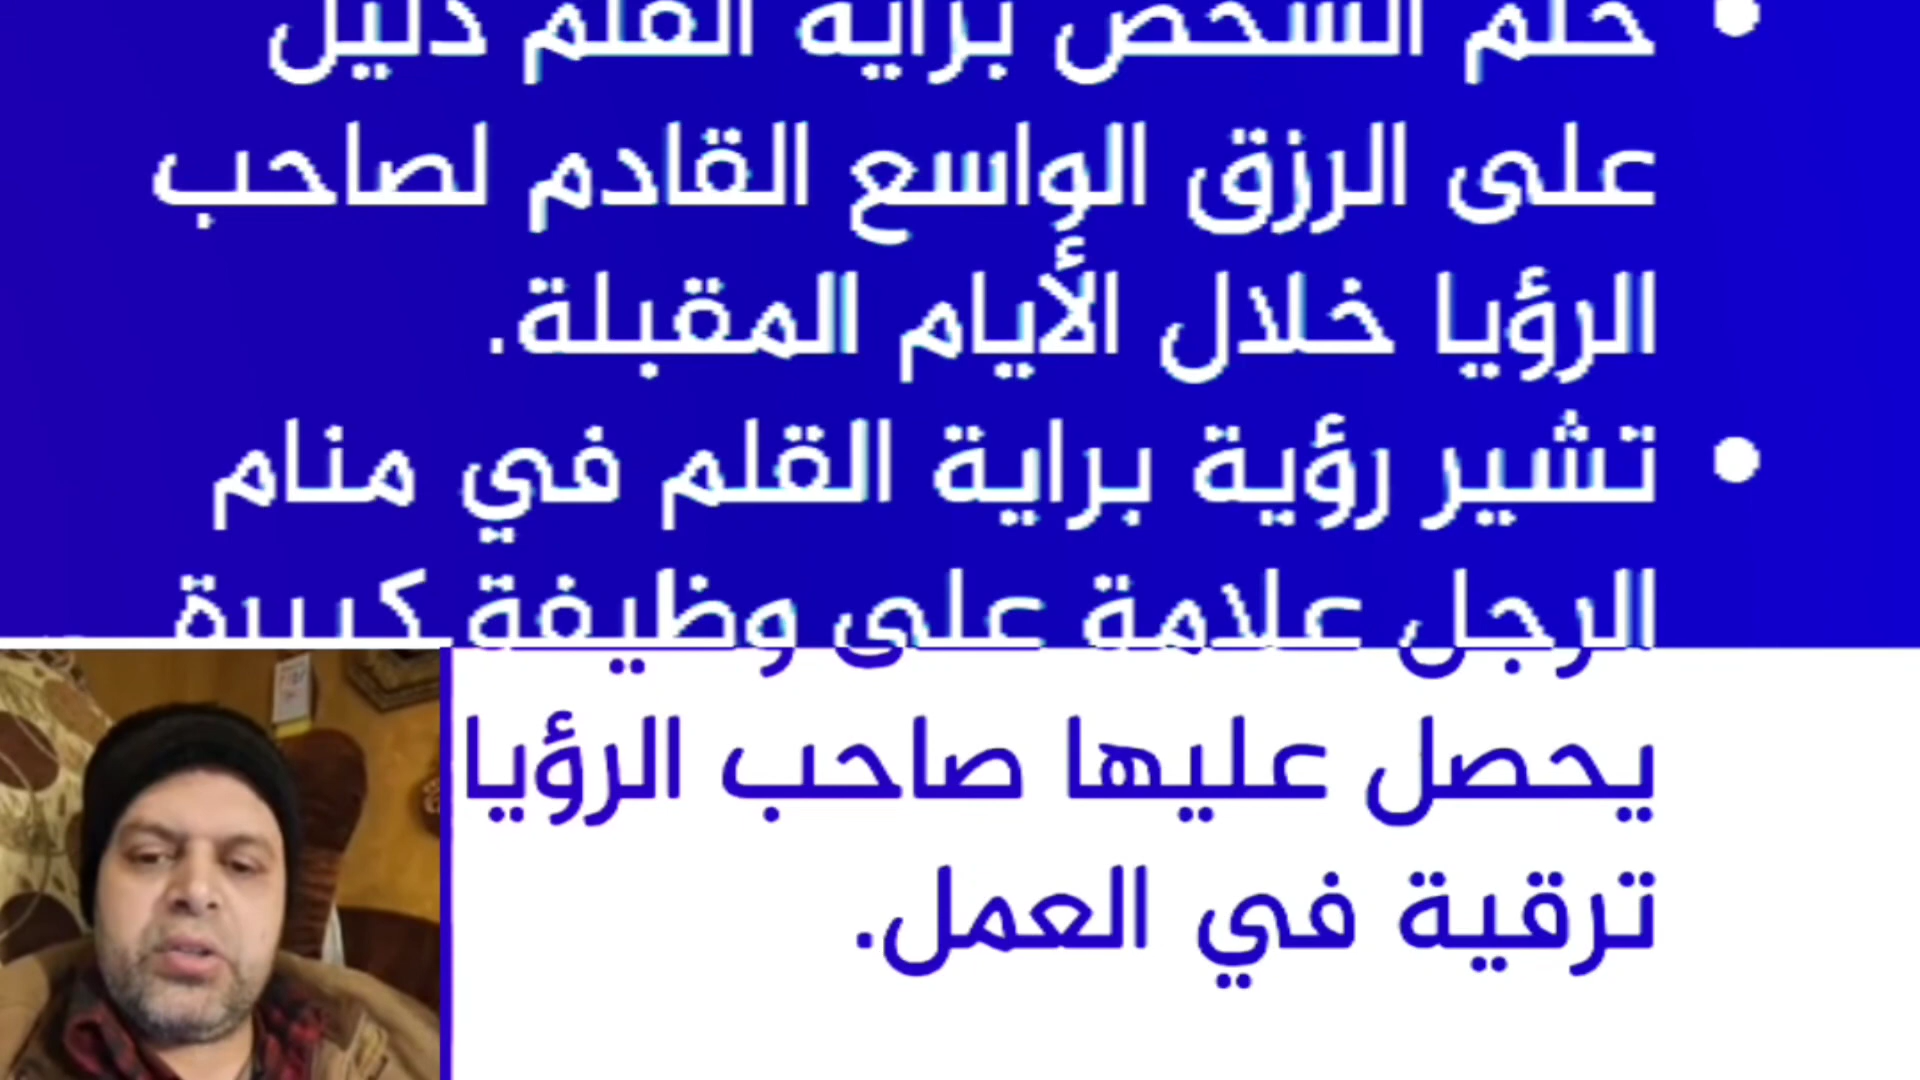 حلم الشخص براية القلم دليل
على الرزق الواسع القادم لصاحب
الرؤيا خلال الأيام المقبلة.
تشير رؤية براية القلم في منام
الرجل علامة على وظيفة كبيرة
يحصل عليها صاحب الرؤيا
ترقية في العمل.